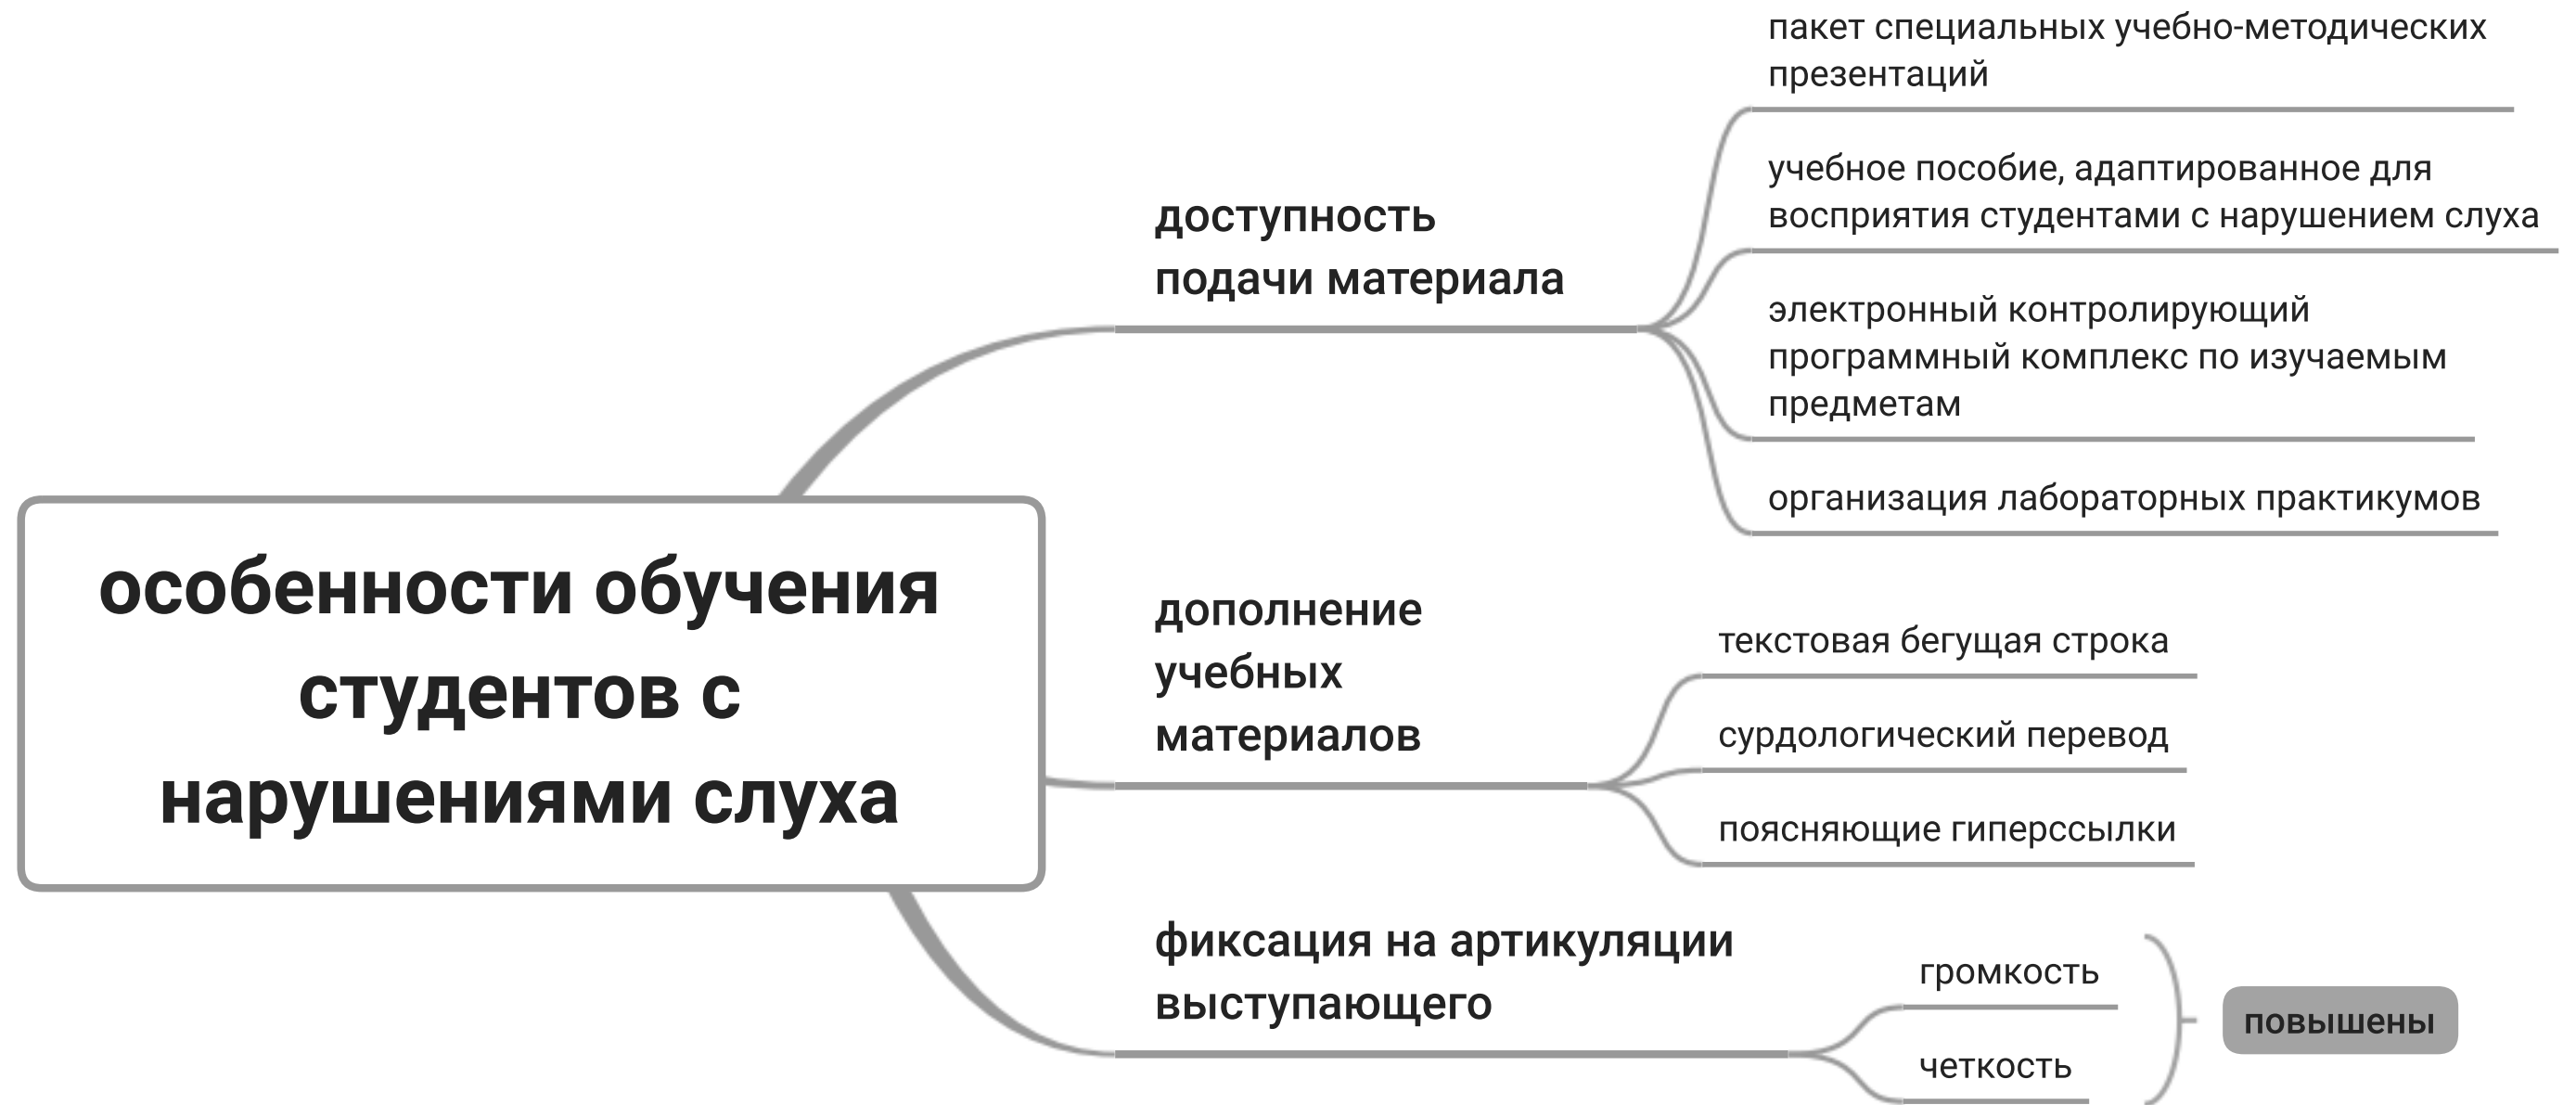 особенности обучения
студентов с
нарушениями слуха
доступность
подачи материала
пакет специальных учебно-методических
презентаций
учебное пособие, адаптированное для
восприятия студентами с нарушением слуха
электронный контролирующий
программный комплекс по изучаемым
предметам
организация лабораторных практикумов
дополнение
учебных
материалов
текстовая бегущая строка
сурдологический перевод
поясняющие гиперссылки
фиксация на артикуляции
выступающего
громкость
четкость
повышены